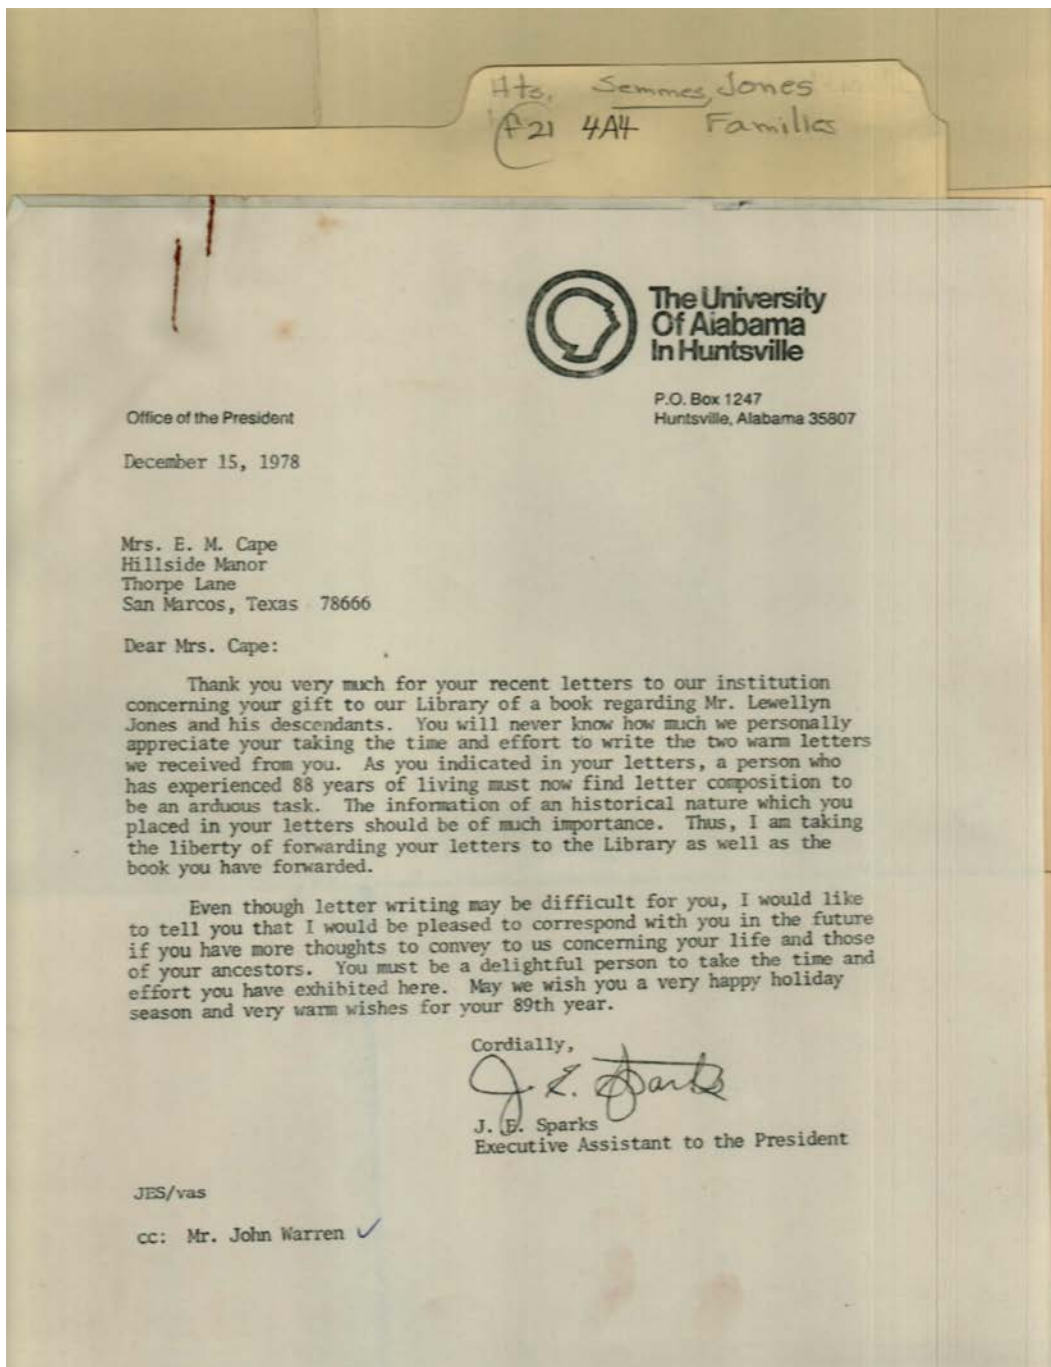 Hts. Semmes, Jones
f21 4A4 Families
The University
Of Alabama
In Huntsville
P.O. Box 1247
Huntsville, Alabama 35807
Office of the President
December 15, 1978
Mrs. E. M. Cape
Hillside Manor
Thorpe Lane
San Marcos, Texas 78666
Dear Mrs. Cape:
Thank you very much for your recent letters to our institution
concerning your gift to our Library of a book regarding Mr. Lewellyn
Jones and his descendants. You will never know how much we personally
appreciate your taking the time and effort to write the two warm letters
we received from you. As you indicated in your letters, a person who
has experienced 88 years of living must now find letter composition to
be an arduous task. The information of an historical nature which you
placed in your letters should be of much importance. Thus, I am taking
the liberty of forwarding your letters to the Library as well as the
book you have forwarded.
Even though letter writing may be difficult for you, I would like
to tell you that I would be pleased to correspond with you in the future
if you have more thoughts to convey to us concerning your life and those
of your ancestors. You must be a delightful person to take the time and
effort you have exhibited here. May we wish you a very happy holiday
season and very warm wishes for your 89th year.
Cordially,
J. E. Sparks
J. E. Sparks
Executive Assistant to the President
JES/vas
cc: Mr. John Warren ✓